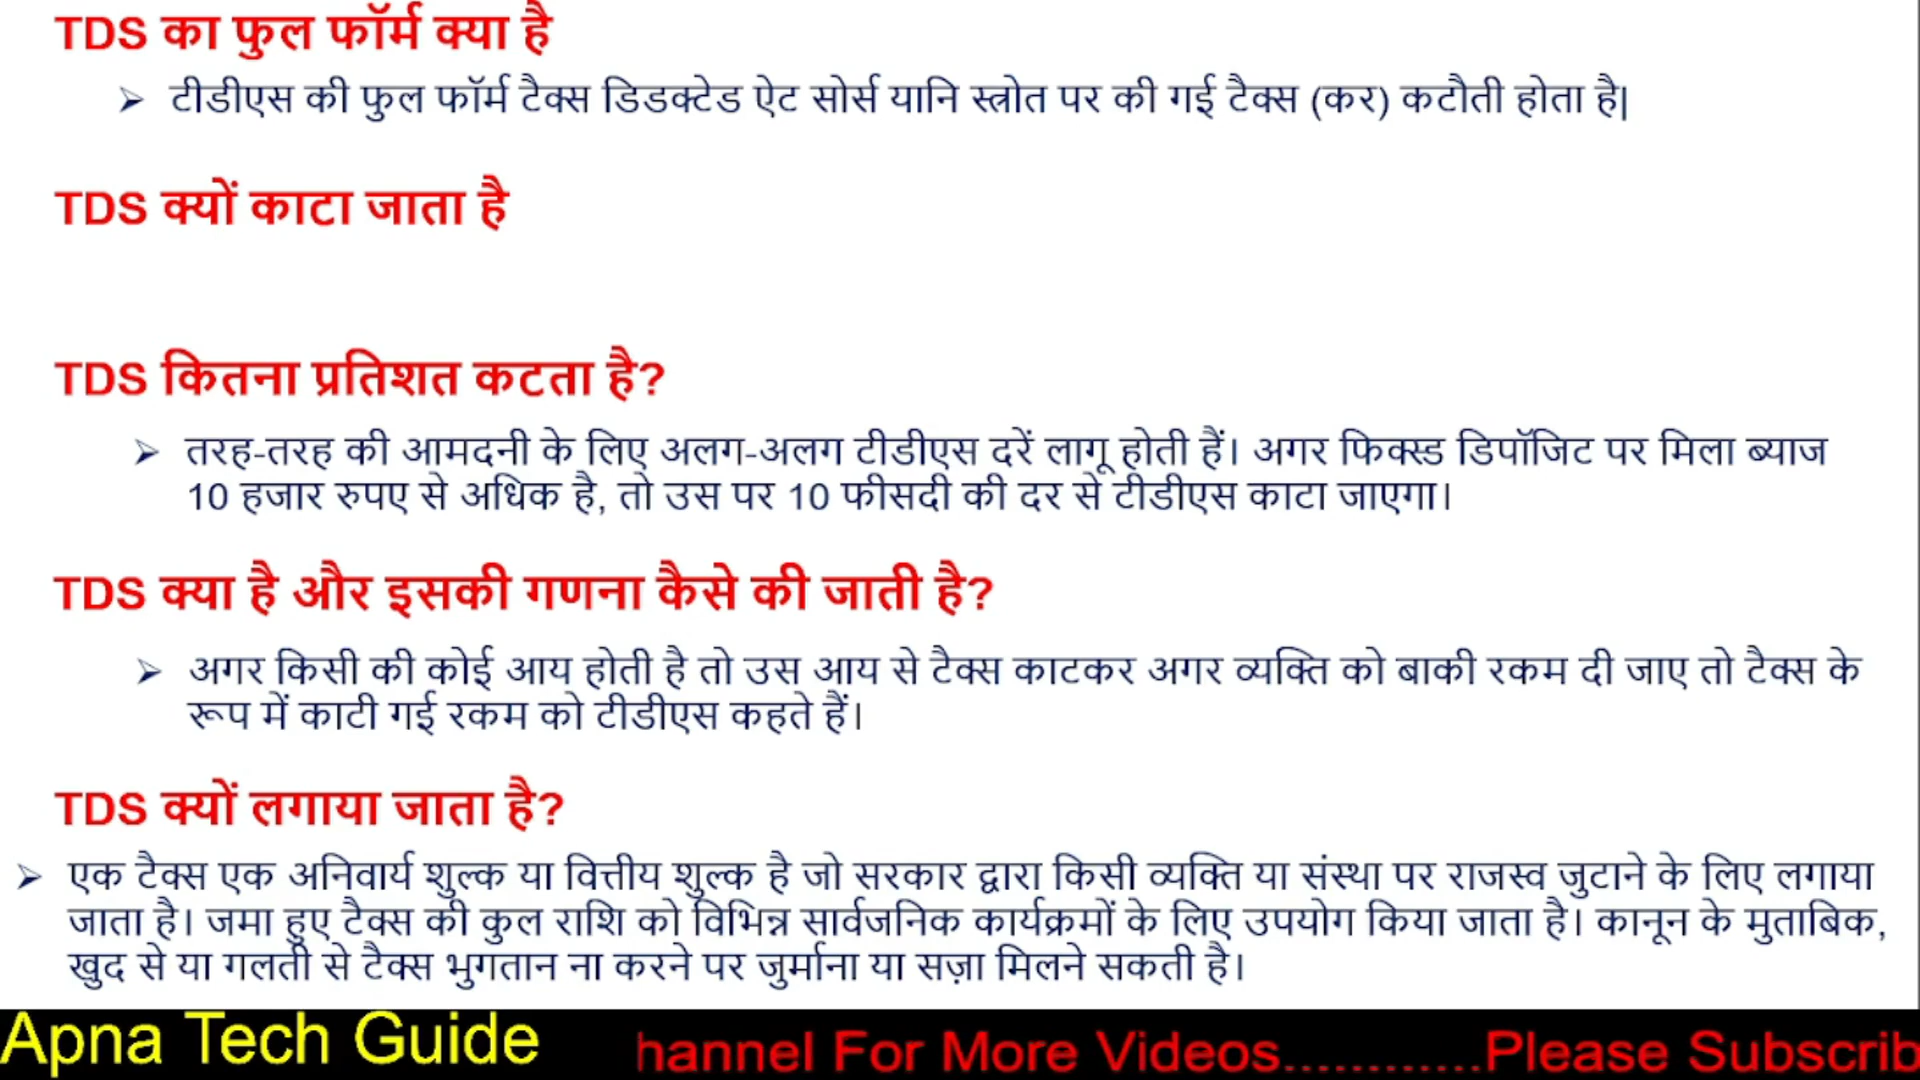 TDS का फुल फॉर्म क्या है
➢ टीडीएस की फुल फॉर्म टैक्स डिडक्टेड ऐट सोर्स यानि स्त्रोत पर की गई टैक्स (कर) कटौती होता है|
TDS क्यों काटा जाता है
TDS कितना प्रतिशत कटता है?
➢ तरह-तरह की आमदनी के लिए अलग-अलग टीडीएस दरें लागू होती हैं। अगर फिक्स्ड डिपॉजिट पर मिला ब्याज
10 हजार रुपए से अधिक है, तो उस पर 10 फीसदी की दर से टीडीएस काटा जाएगा।
TDS क्या है और इसकी गणना कैसे की जाती है?
➢ अगर किसी की कोई आय होती है तो उस आय से टैक्स काटकर अगर व्यक्ति को बाकी रकम दी जाए तो टैक्स के
रूप में काटी गई रकम को टीडीएस कहते हैं।
TDS क्यों लगाया जाता है?
➢ एक टैक्स एक अनिवार्य शुल्क या वित्तीय शुल्क है जो सरकार द्वारा किसी व्यक्ति या संस्था पर राजस्व जुटाने के लिए लगाया
जाता है। जमा हुए टैक्स की कुल राशि को विभिन्न सार्वजनिक कार्यक्रमों के लिए उपयोग किया जाता है। कानून के मुताबिक,
खुद से या गलती से टैक्स भुगतान ना करने पर जुर्माना या सज़ा मिलने सकती है।
Apna Tech Guide
hannel For More Videos............Please Subscrib